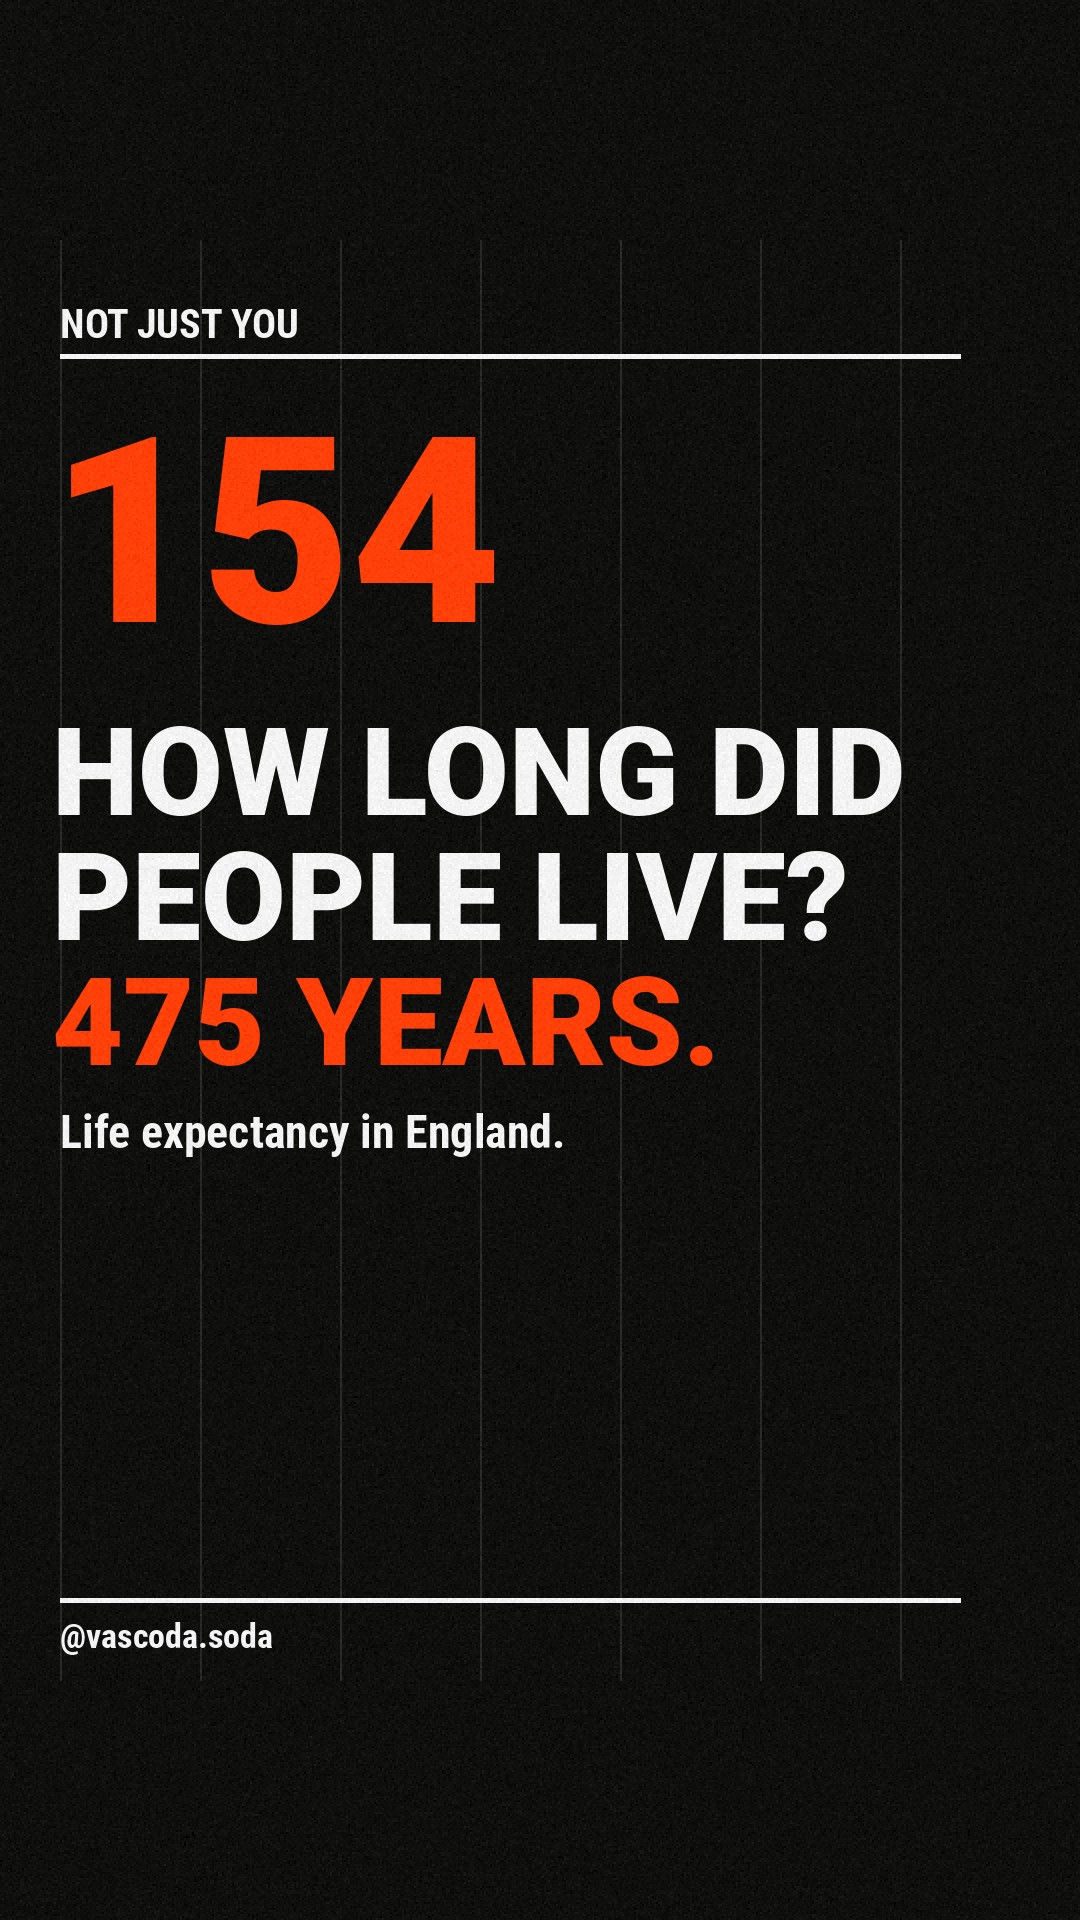 NOT JUST YOU
154
HOW LONG DID
PEOPLE LIVE?
475 YEARS.
Life expectancy in England.
@vascoda.soda